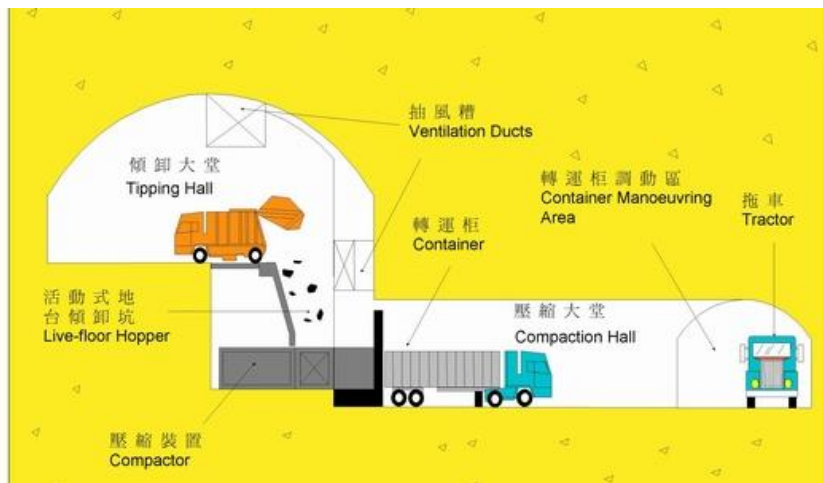 抽風糟
Ventilation Ducts
傾卸大堂
Tipping Hall
轉運柜調動區
Container Manoeuvring
Area
拖車
Tractor
轉運柜
Container
活動式地
台傾卸坑
Live-floor Hopper
壓縮大堂
Compaction Hall
壓縮裝置
Compactor